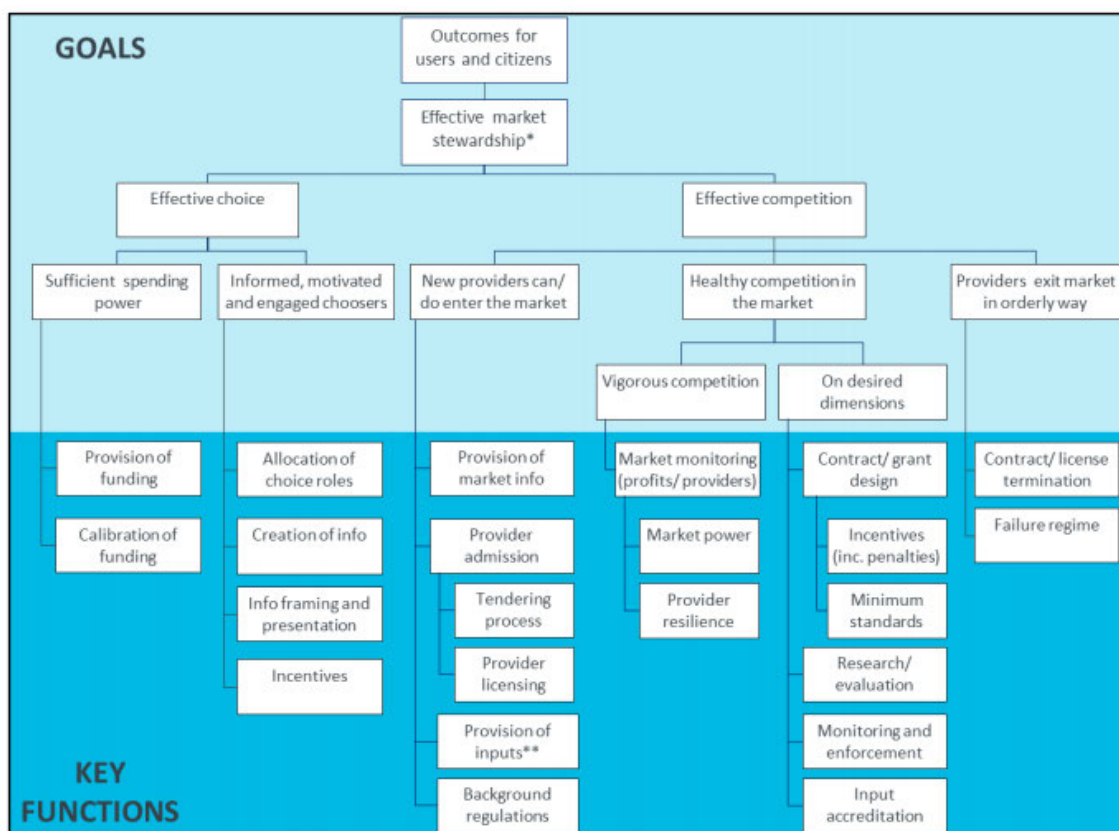 GOALS
Outcomes for
users and citizens
Effective market
stewardship*
Effective choice
Effective competition
Sufficient spending
power
Informed, motivated
and engaged choosers
New providers can/
do enter the market
Healthy competition in
the market
Providers exit market
in orderly way
Vigorous competition
On desired
dimensions
Provision of
funding
Calibration of
funding
Allocation of
choice roles
Creation of info
Info framing and
presentation
Incentives
Provision of
market info
Provider
admission
Tendering
process
Provider
licensing
Provision of
inputs**
Background
regulations
Market monitoring
(profits/ providers)
Market power
Provider
resilience
Contract/ grant
design
Incentives
(inc. penalties)
Minimum
standards
Research/
evaluation
Monitoring and
enforcement
Input
accreditation
Contract/ license
termination
Failure regime
KEY
FUNCTIONS